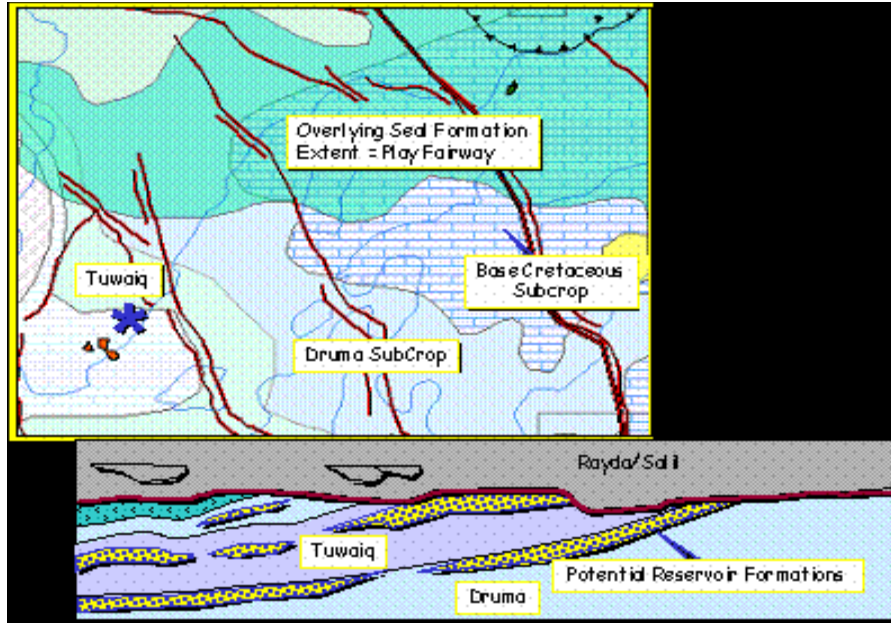 Overlying Seal Formation
Extent = Play Fairway
Tuwaiq
Base Cretaceous
Subcrop
Druma SubCrop
Rayda/Salil
Tuwaiq
Potential Reservoir Formations
Druma